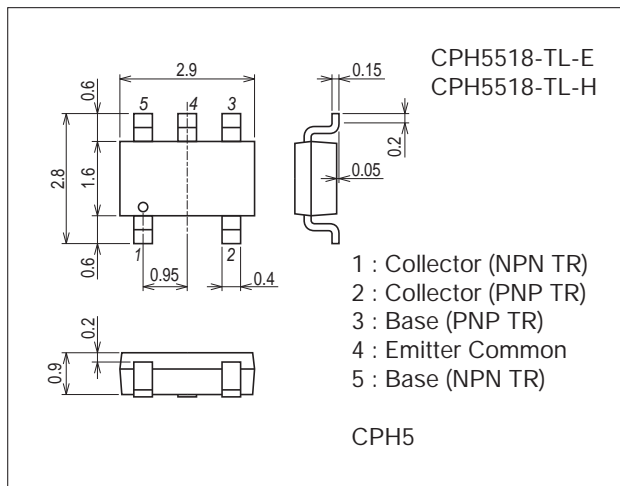 CPH5518-TL-E
CPH5518-TL-H
2.9
0.15
0.6
5
4
3
0.2
2.8
1.6
0.05
0.6
1
2
0.95
0.4
1 : Collector (NPN TR)
2 : Collector (PNP TR)
3 : Base (PNP TR)
4 : Emitter Common
5 : Base (NPN TR)
0.2
0.9
CPH5